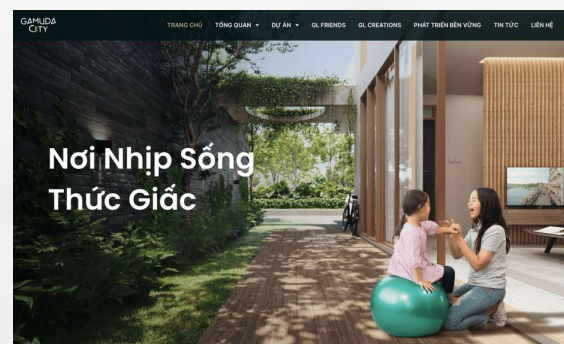 GAMUDA
CITY
TRANG CHỦ TỔNG QUAN DỰ ÁN GL FRIENDS GL CREATIONS PHÁT TRIỂN BỀN VỮNG TIN TỨC LIÊN HỆ
Nơi Nhịp Sống
Thức Giấc